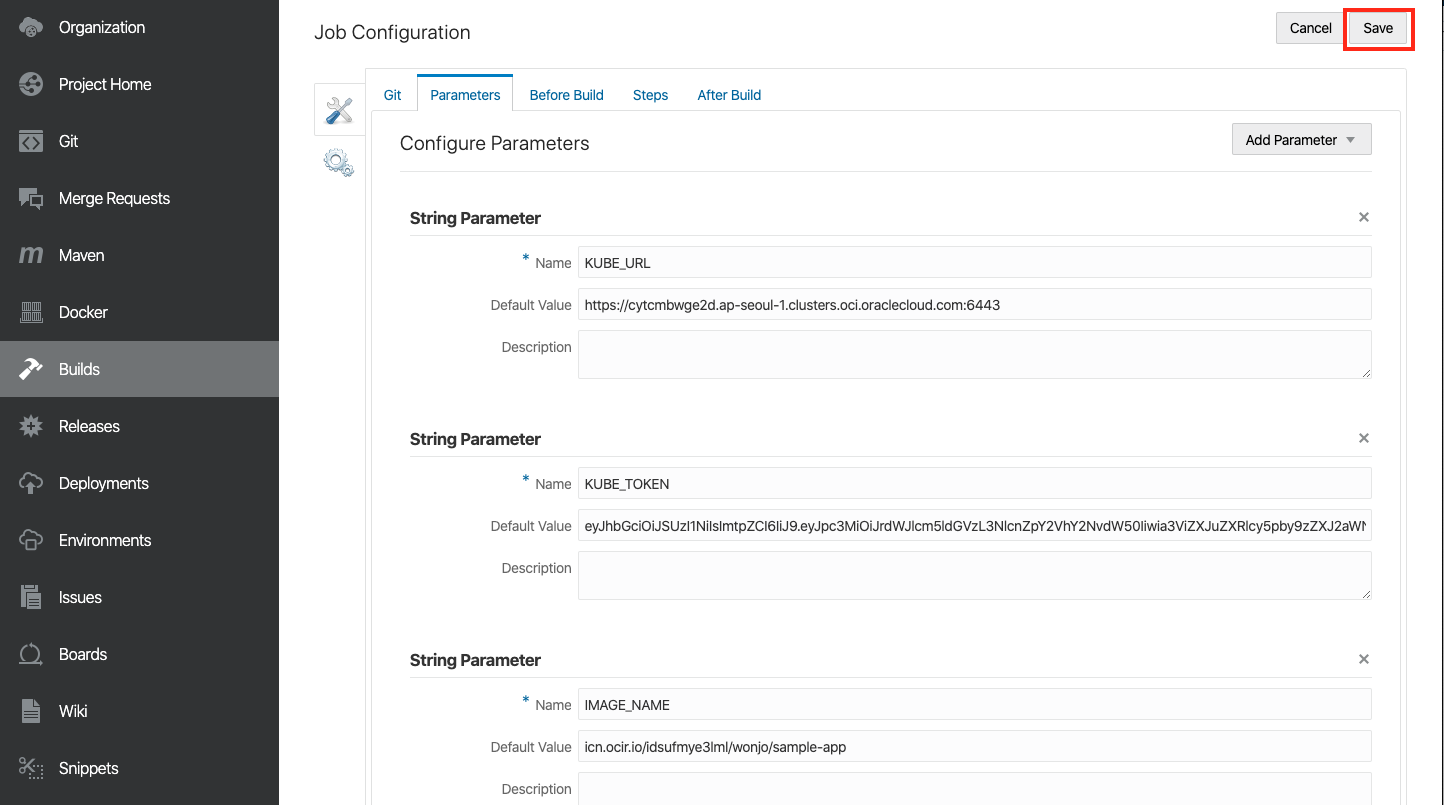 Organization
Project Home
Git
Merge Requests
Maven
Docker
Builds
Releases
Deployments
Environments
Issues
Boards
Wiki
Snippets
Job Configuration
Cancel Save
Git Parameters Before Build Steps After Build
Configure Parameters
Add Parameter
String Parameter
* Name KUBE_URL
Default Value https://cytcmbwge2d.ap-seoul-1.clusters.oci.oraclecloud.com:6443
Description
String Parameter
* Name KUBE_TOKEN
Default Value eyJhbGciOiJSUzI1NiIsImtpZCI6IiJ9.eyJpc3MiOiJrdWJlcm5ldGVzL3NlcnZpY2VhY2NvdW50Iiwia3ViZXJuZXRlcy5pby9zZXJ2aWN
Description
String Parameter
* Name IMAGE_NAME
Default Value icn.ocir.io/idsufmye3lml/wonjo/sample-app
Description